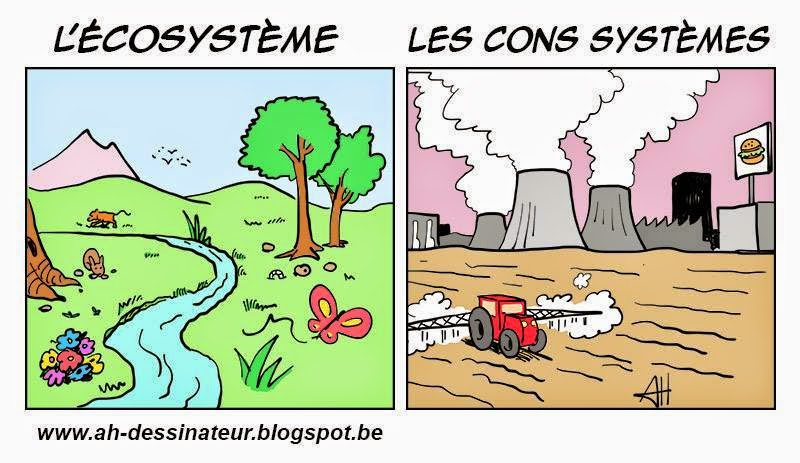 L'ÉCOSYSTÈME
LES CONS SYSTÈMES
AH
www.ah-dessinateur.blogspot.be